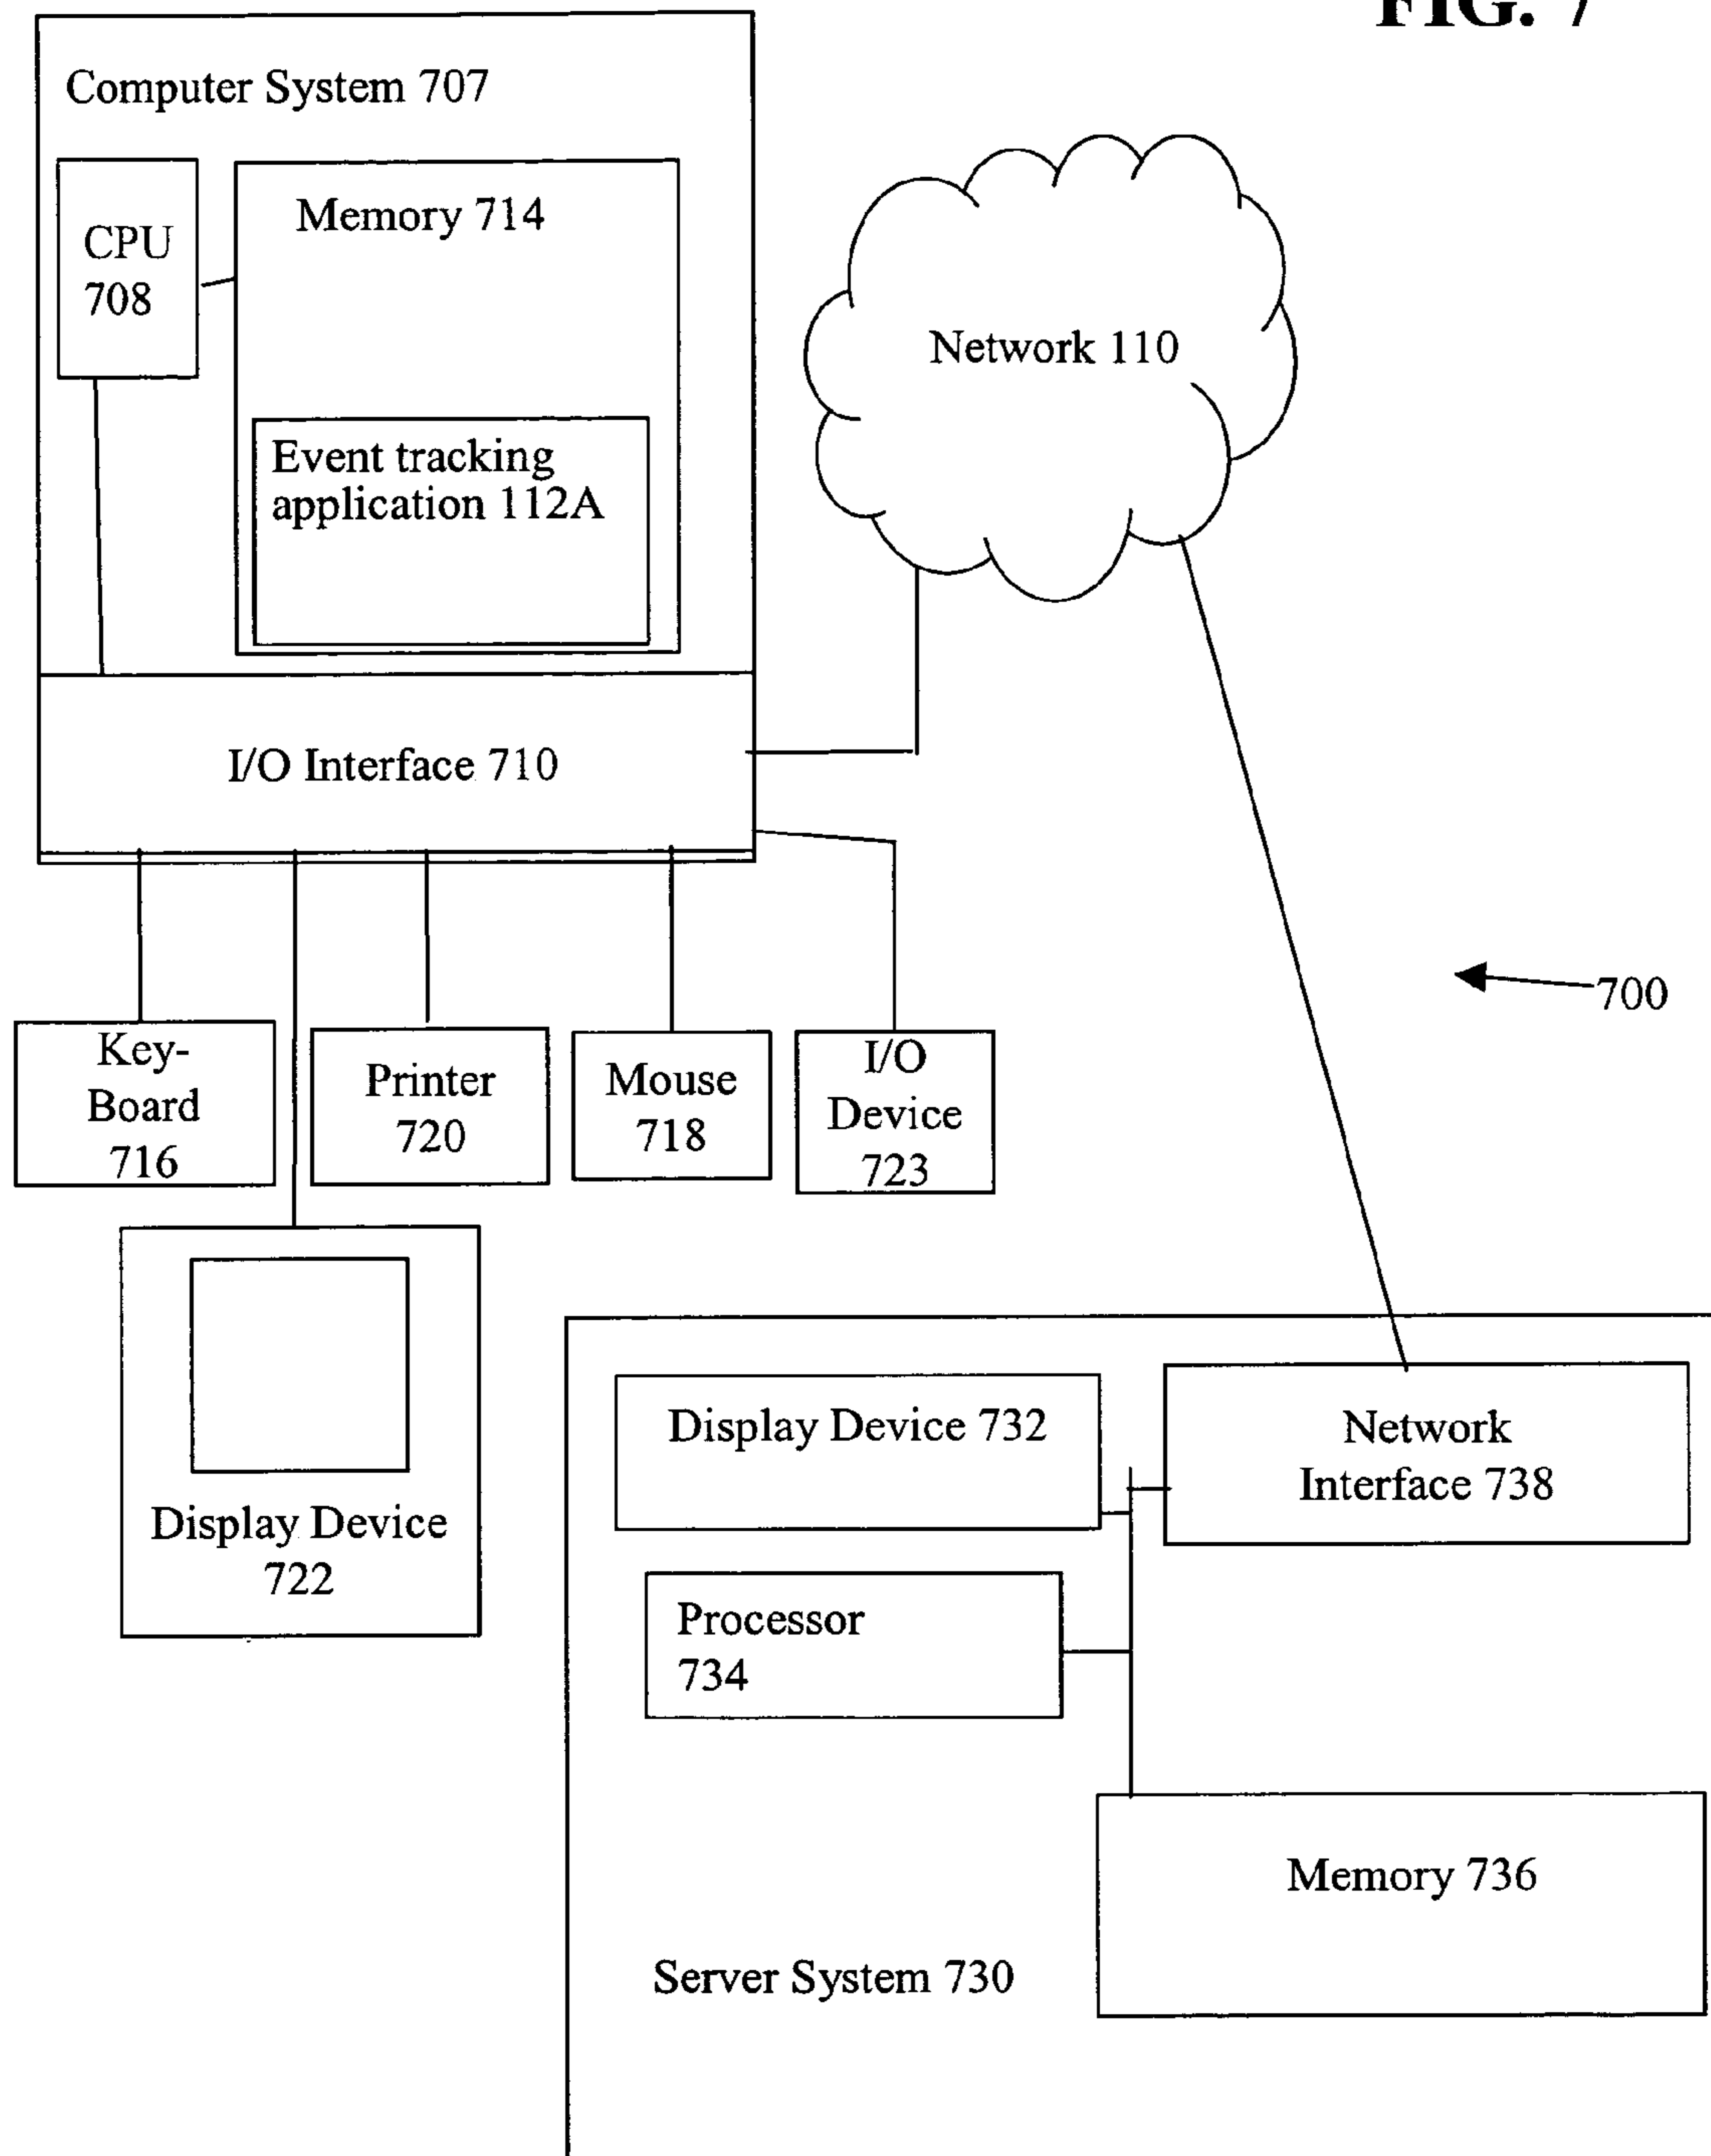 FIG. 7
Computer System 707
CPU
708
Memory 714
Event tracking
application 112A
Network 110
I/O Interface 710
700
Key-
Board
716
Printer
720
Mouse
718
I/O
Device
723
Display Device
722
Display Device 732
Network
Interface 738
Processor
734
Memory 736
Server System 730